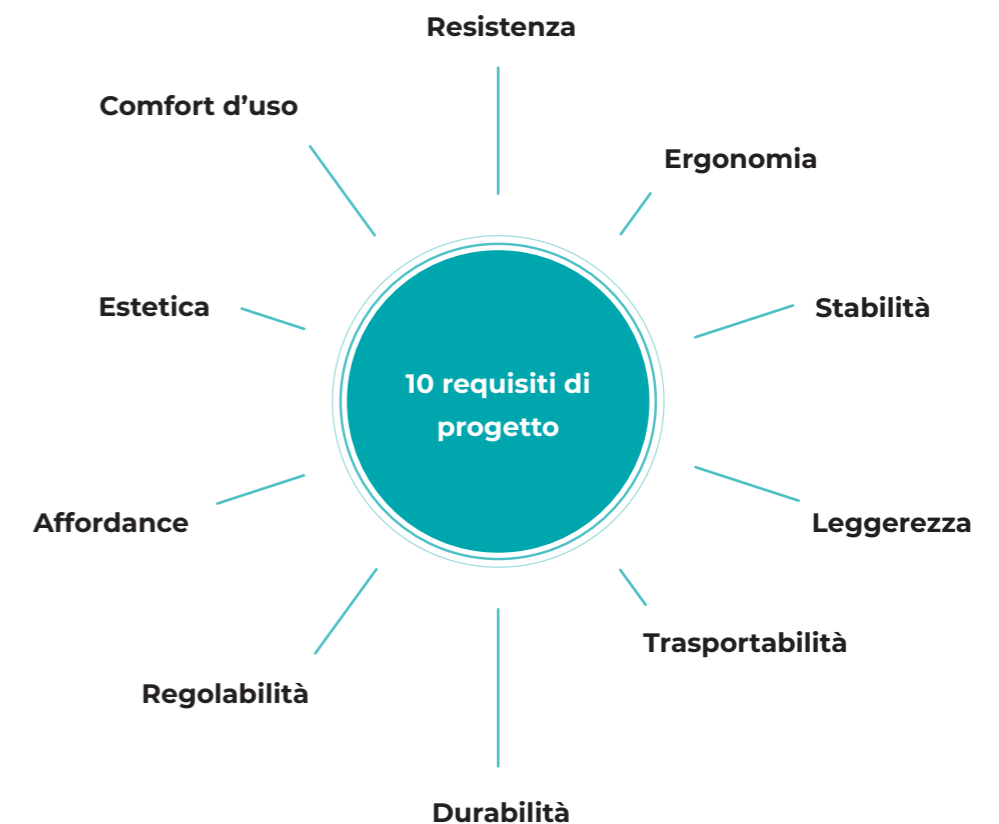 Resistenza
Comfort d’uso
Ergonomia
Estetica
Stabilità
10 requisiti di
progetto
Affordance
Leggerezza
Trasportabilità
Regolabilità
Durabilità